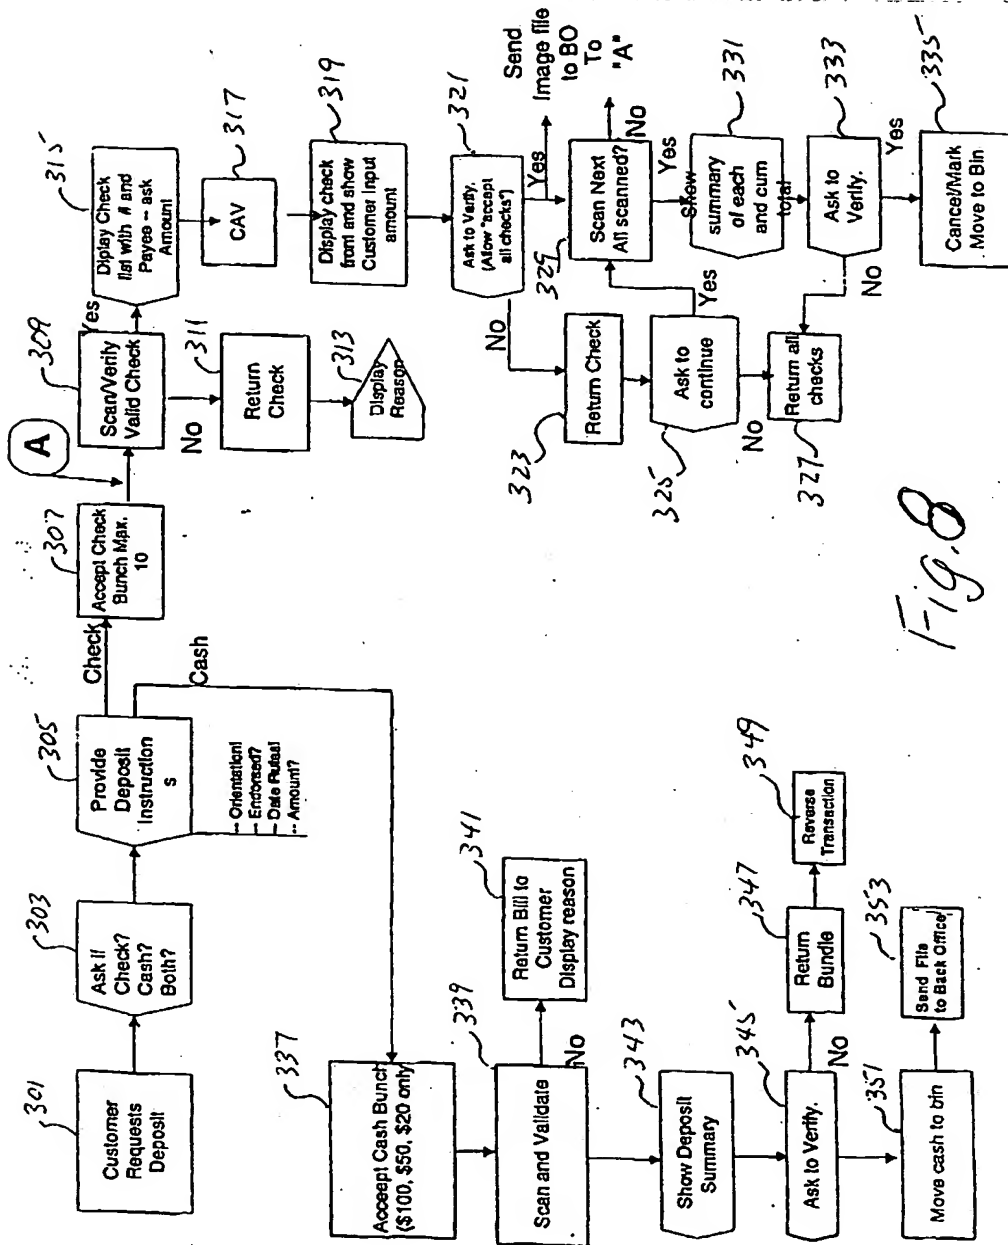 301
Customer
Requests
Deposit
303
Ask If
Check?
Cash?
Both?
305
Provide
Deposit
Instruction
s
-- Orientation!
-- Endorsed?
-- Date Rules!
-- Amount?
Check
Cash
307
Accept Check
Bunch Max.
10
A
309
Scan/Verify
Valid Check
Yes
No
311
Return
Check
313
Display
Reason
315
Diplay Check
list with # and
Payee -- ask
Amount
317
CAV
319
Display check
front and show
Customer Input
amount
321
Ask to Verify,
(Allow "accept
all checks")
Yes
Send
Image file
to BO
To
"A"
No
323
Return Check
325
Ask to
continue
Yes
No
327
Return all
checks
329
Scan Next
All scanned?
No
Yes
331
Show
summary
of each
and cum
total
333
Ask to
Verify.
No
Yes
335
Cancel/Mark
Move to Bin
337
Acceept Cash Bunch
($100, $50, $20 only)
339
Scan and Validate
No
341
Return Bill to
Customer
Display reason
343
Show Deposit
Summary
345
Ask to Verify.
No
347
Return
Bundle
349
Reverse
Transaction
351
Move cash to bin
353
Send File
to Back Office
Fig. 8